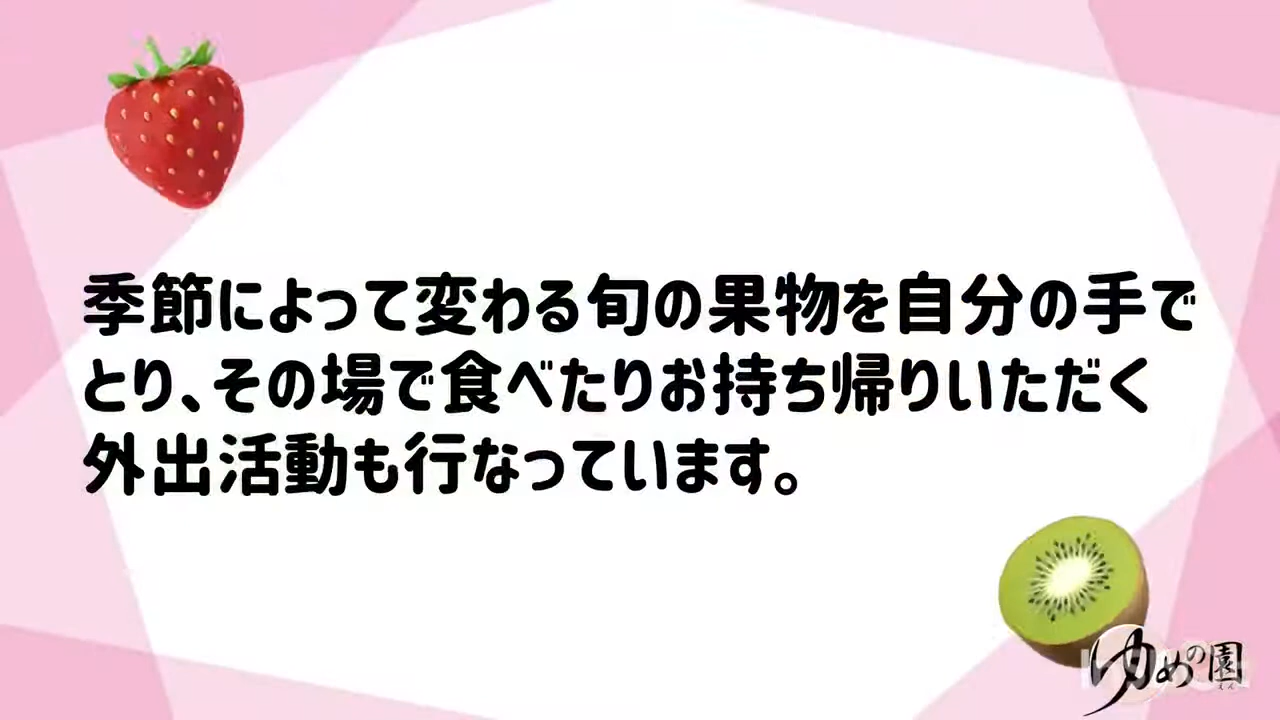 季節によって変わる旬の果物を自分の手で
とり、その場で食べたりお持ち帰りいただく
外出活動も行なっています。
ゆめの園
えん